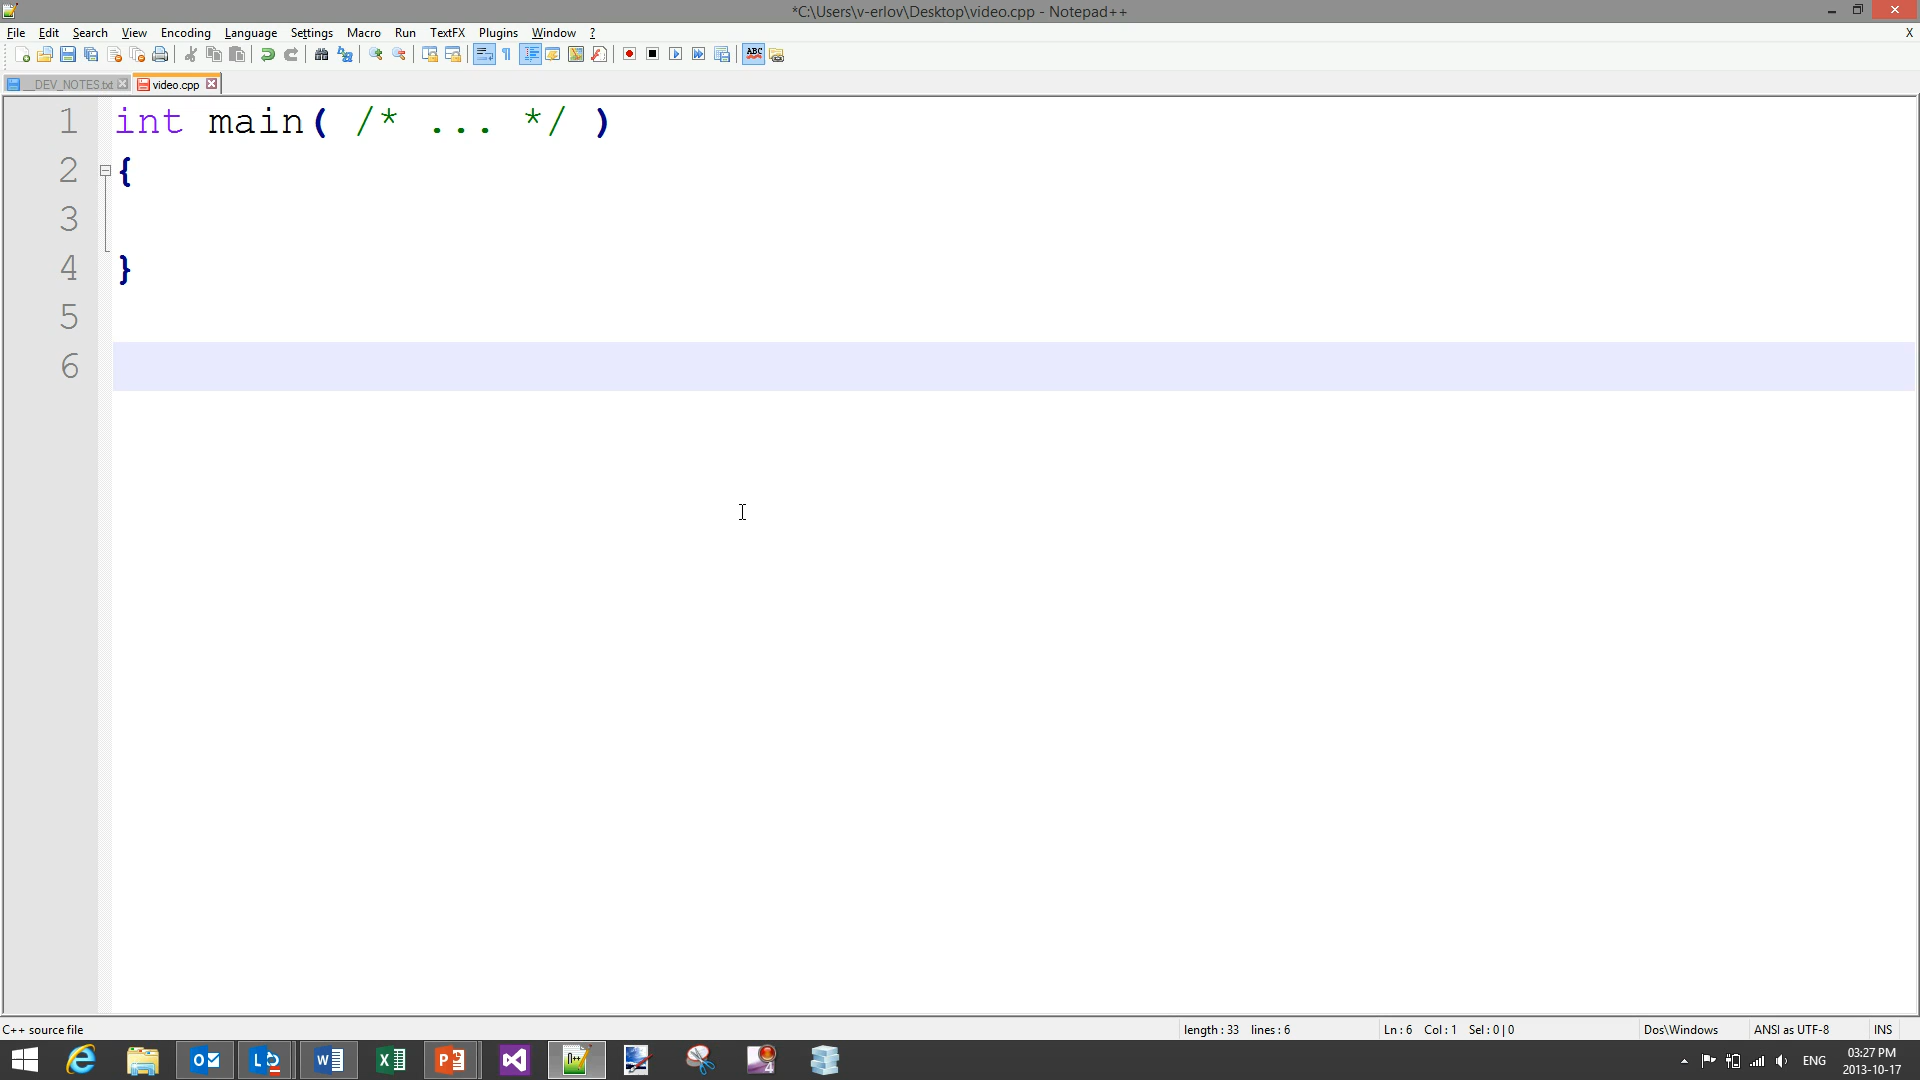 *C:\Users\v-erlov\Desktop\video.cpp - Notepad++
File Edit Search View Encoding Language Settings Macro Run TextFX Plugins Window ? X
__DEV_NOTES.txt video.cpp
1 int main( /* ... */ )
2 {
3
4 }
5
6
C++ source file length : 33 lines : 6 Ln : 6 Col : 1 Sel : 0 | 0 Dos\Windows ANSI as UTF-8 INS
ENG 03:27 PM
2013-10-17